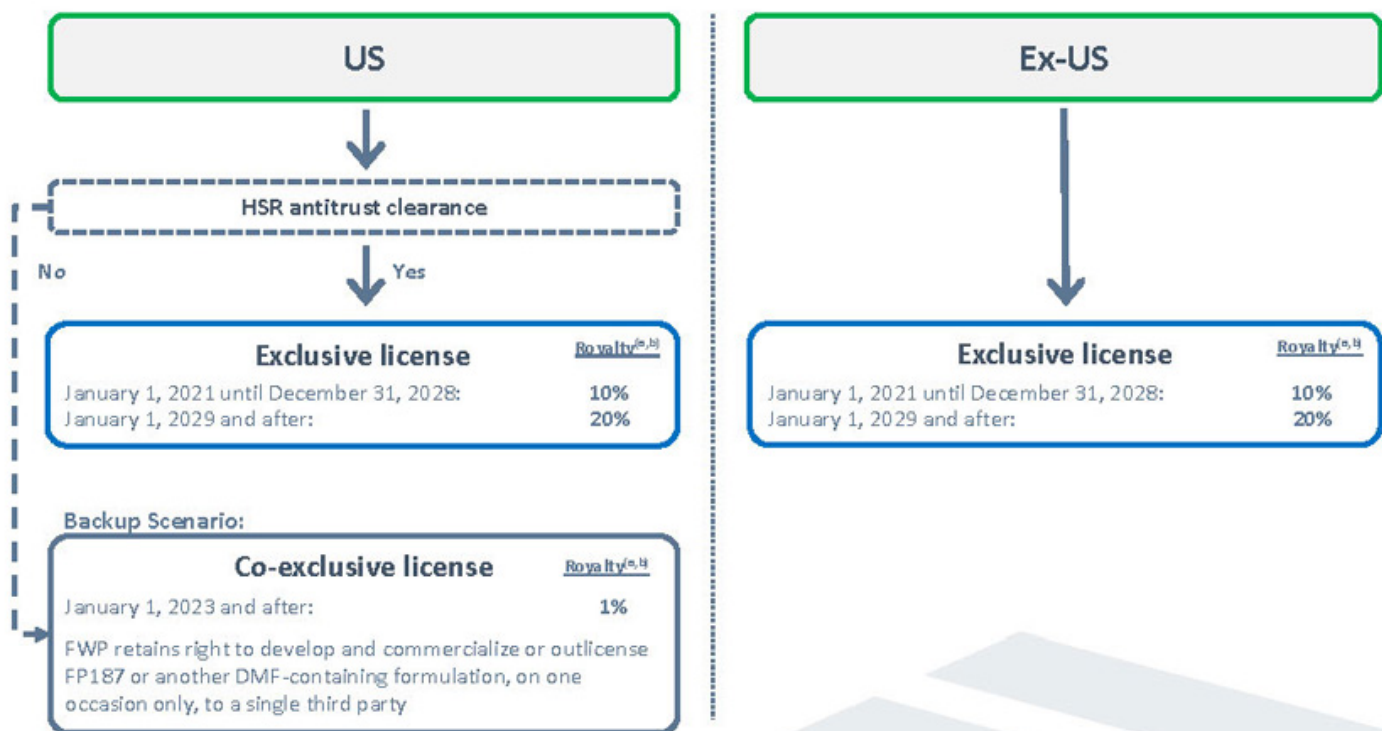 US
HSR antitrust clearance
No
Yes
Exclusive license Royalty(a,b)
January 1, 2021 until December 31, 2028: 10%
January 1, 2029 and after: 20%
Backup Scenario:
Co-exclusive license Royalty(a,b)
January 1, 2023 and after: 1%
FWP retains right to develop and commercialize or outlicense
FP187 or another DMF-containing formulation, on one
occasion only, to a single third party
Ex-US
Exclusive license Royalty(a,b)
January 1, 2021 until December 31, 2028: 10%
January 1, 2029 and after: 20%